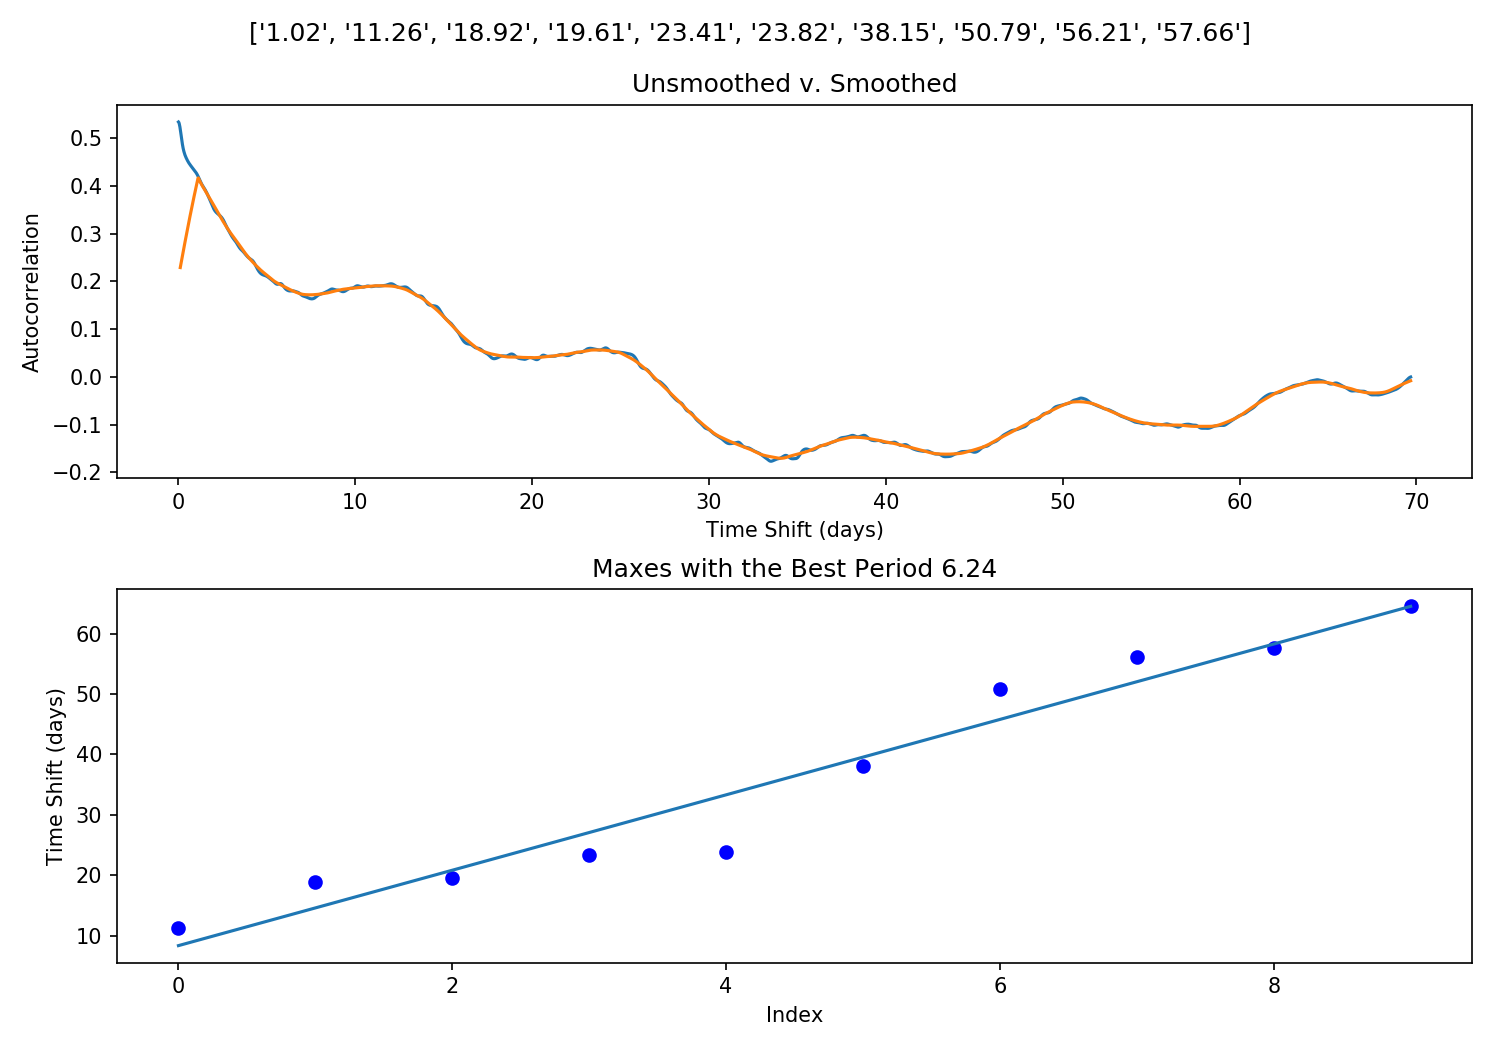 ['1.02', '11.26', '18.92', '19.61', '23.41', '23.82', '38.15', '50.79', '56.21', '57.66']
Unsmoothed v. Smoothed
Autocorrelation
0.5
0.4
0.3
0.2
0.1
0.0
−0.1
−0.2
0 10 20 30 40 50 60 70
Time Shift (days)
Maxes with the Best Period 6.24
Time Shift (days)
60
50
40
30
20
10
0 2 4 6 8
Index